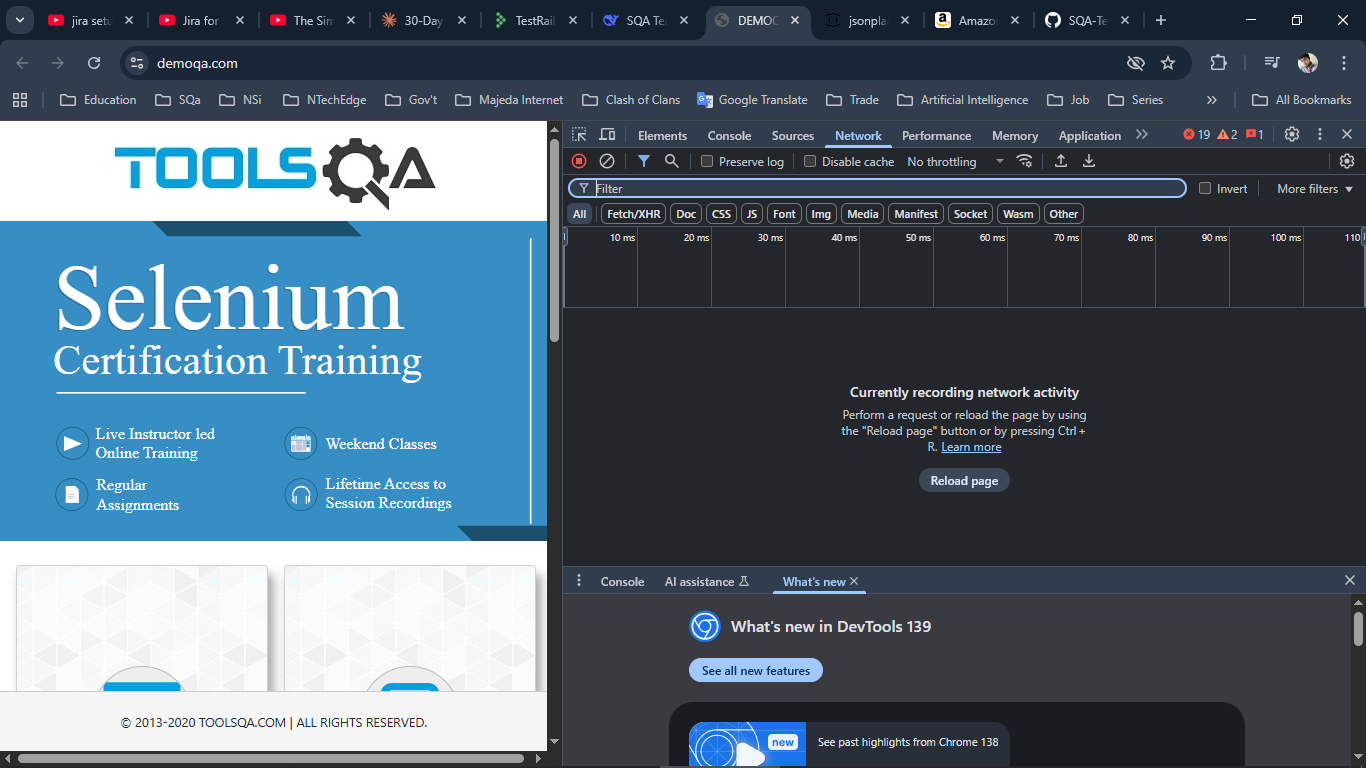 jira setu
Jira for
The Sim
30-Day
TestRail
SQA Tea
DEMOQ
jsonpla
Amazon
SQA-Te
demoqa.com
Education
SQa
NSi
NTechEdge
Gov't
Majeda Internet
Clash of Clans
Google Translate
Trade
Artificial Intelligence
Job
Series
All Bookmarks
TOOLSQA
Selenium
Certification Training
Live Instructor led
Online Training
Weekend Classes
Regular
Assignments
Lifetime Access to
Session Recordings
© 2013-2020 TOOLSQA.COM | ALL RIGHTS RESERVED.
Elements
Console
Sources
Network
Performance
Memory
Application
19
2
1
Preserve log
Disable cache
No throttling
Filter
Invert
More filters
All
Fetch/XHR
Doc
CSS
JS
Font
Img
Media
Manifest
Socket
Wasm
Other
10 ms
20 ms
30 ms
40 ms
50 ms
60 ms
70 ms
80 ms
90 ms
100 ms
110
Currently recording network activity
Perform a request or reload the page by using
the "Reload page" button or by pressing Ctrl +
R. Learn more
Reload page
Console
AI assistance
What's new
What's new in DevTools 139
See all new features
new
See past highlights from Chrome 138